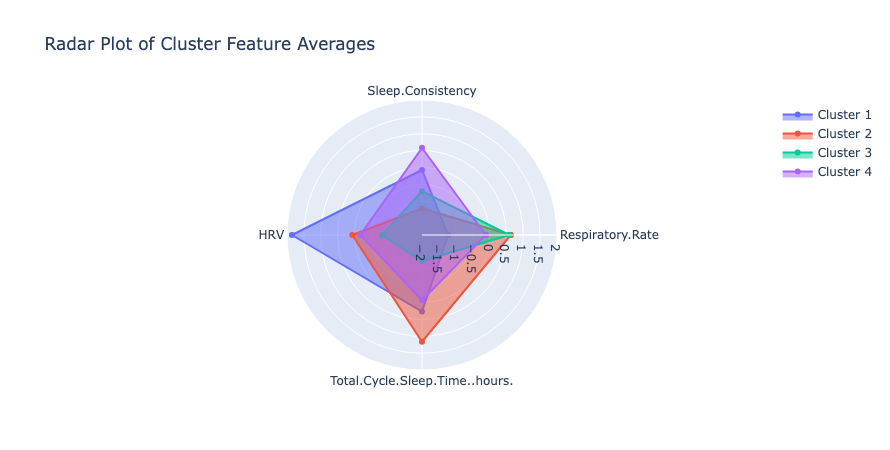 Radar Plot of Cluster Feature Averages
Sleep.Consistency
Cluster 1
Cluster 2
Cluster 3
Cluster 4
HRV
Respiratory.Rate
−2
−1.5
−1
−0.5
0
0.5
1
1.5
2
Total.Cycle.Sleep.Time..hours.